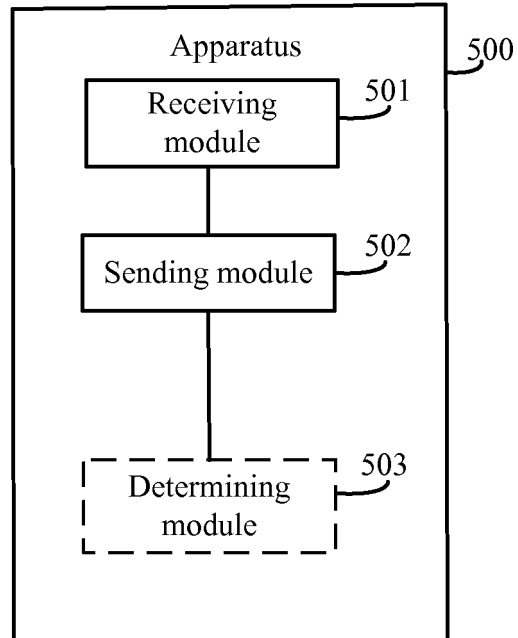 Apparatus
500
501
Receiving
module
502
Sending module
503
Determining
module